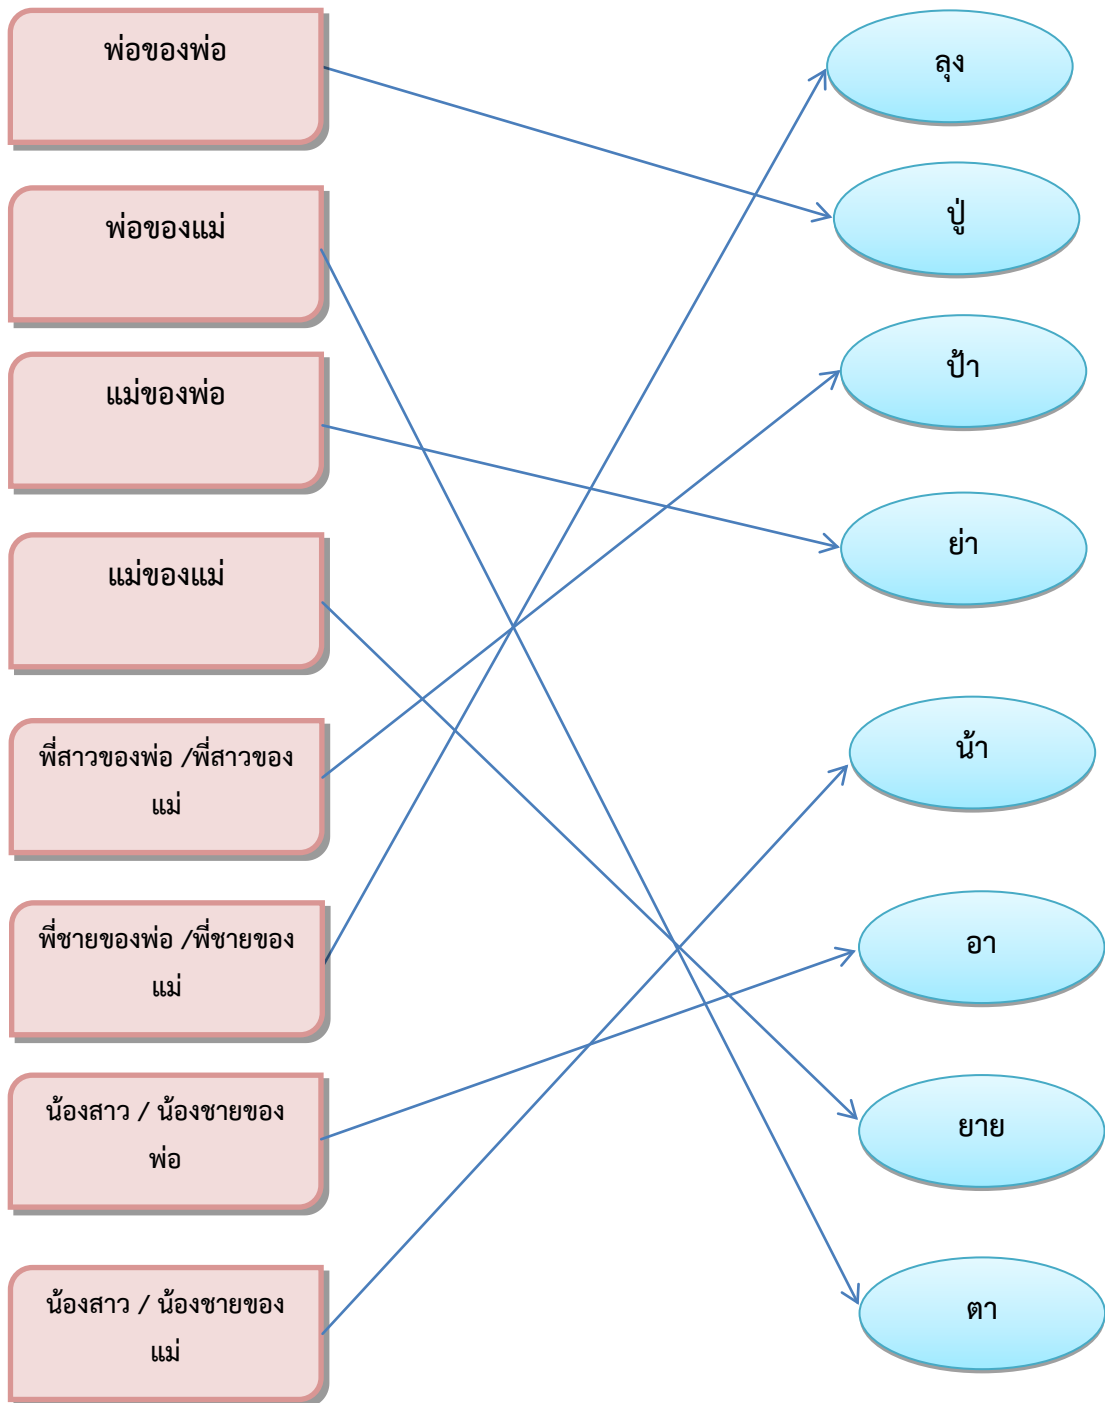 พ่อของพ่อ
พ่อของแม่
แม่ของพ่อ
แม่ของแม่
พี่สาวของพ่อ /พี่สาวของ
แม่
พี่ชายของพ่อ /พี่ชายของ
แม่
น้องสาว / น้องชายของ
พ่อ
น้องสาว / น้องชายของ
แม่
ลุง
ปู่
ป้า
ย่า
น้า
อา
ยาย
ตา